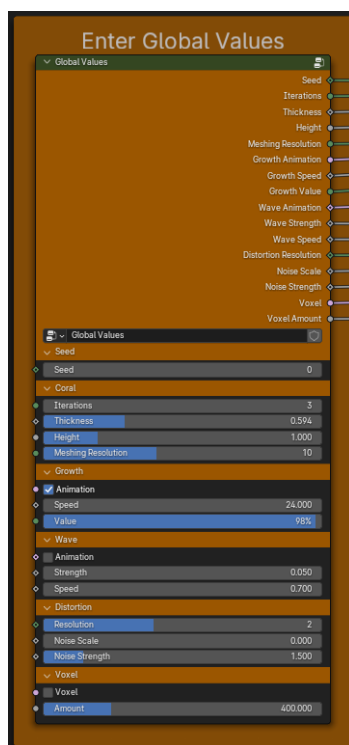 Enter Global Values
Global Values
Seed
Iterations
Thickness
Height
Meshing Resolution
Growth Animation
Growth Speed
Growth Value
Wave Animation
Wave Strength
Wave Speed
Distortion Resolution
Noise Scale
Noise Strength
Voxel
Voxel Amount
Global Values
Seed
Seed 0
Coral
Iterations 3
Thickness 0.594
Height 1.000
Meshing Resolution 10
Growth
Animation
Speed 24.000
Value 98%
Wave
Animation
Strength 0.050
Speed 0.700
Distortion
Resolution 2
Noise Scale 0.000
Noise Strength 1.500
Voxel
Voxel
Amount 400.000